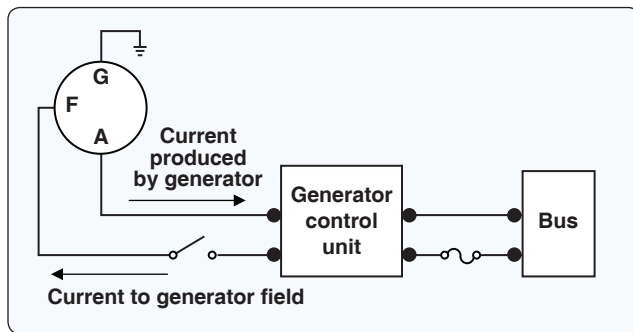 G
F
A
Current
produced
by generator
Generator
control
unit
Bus
Current to generator field